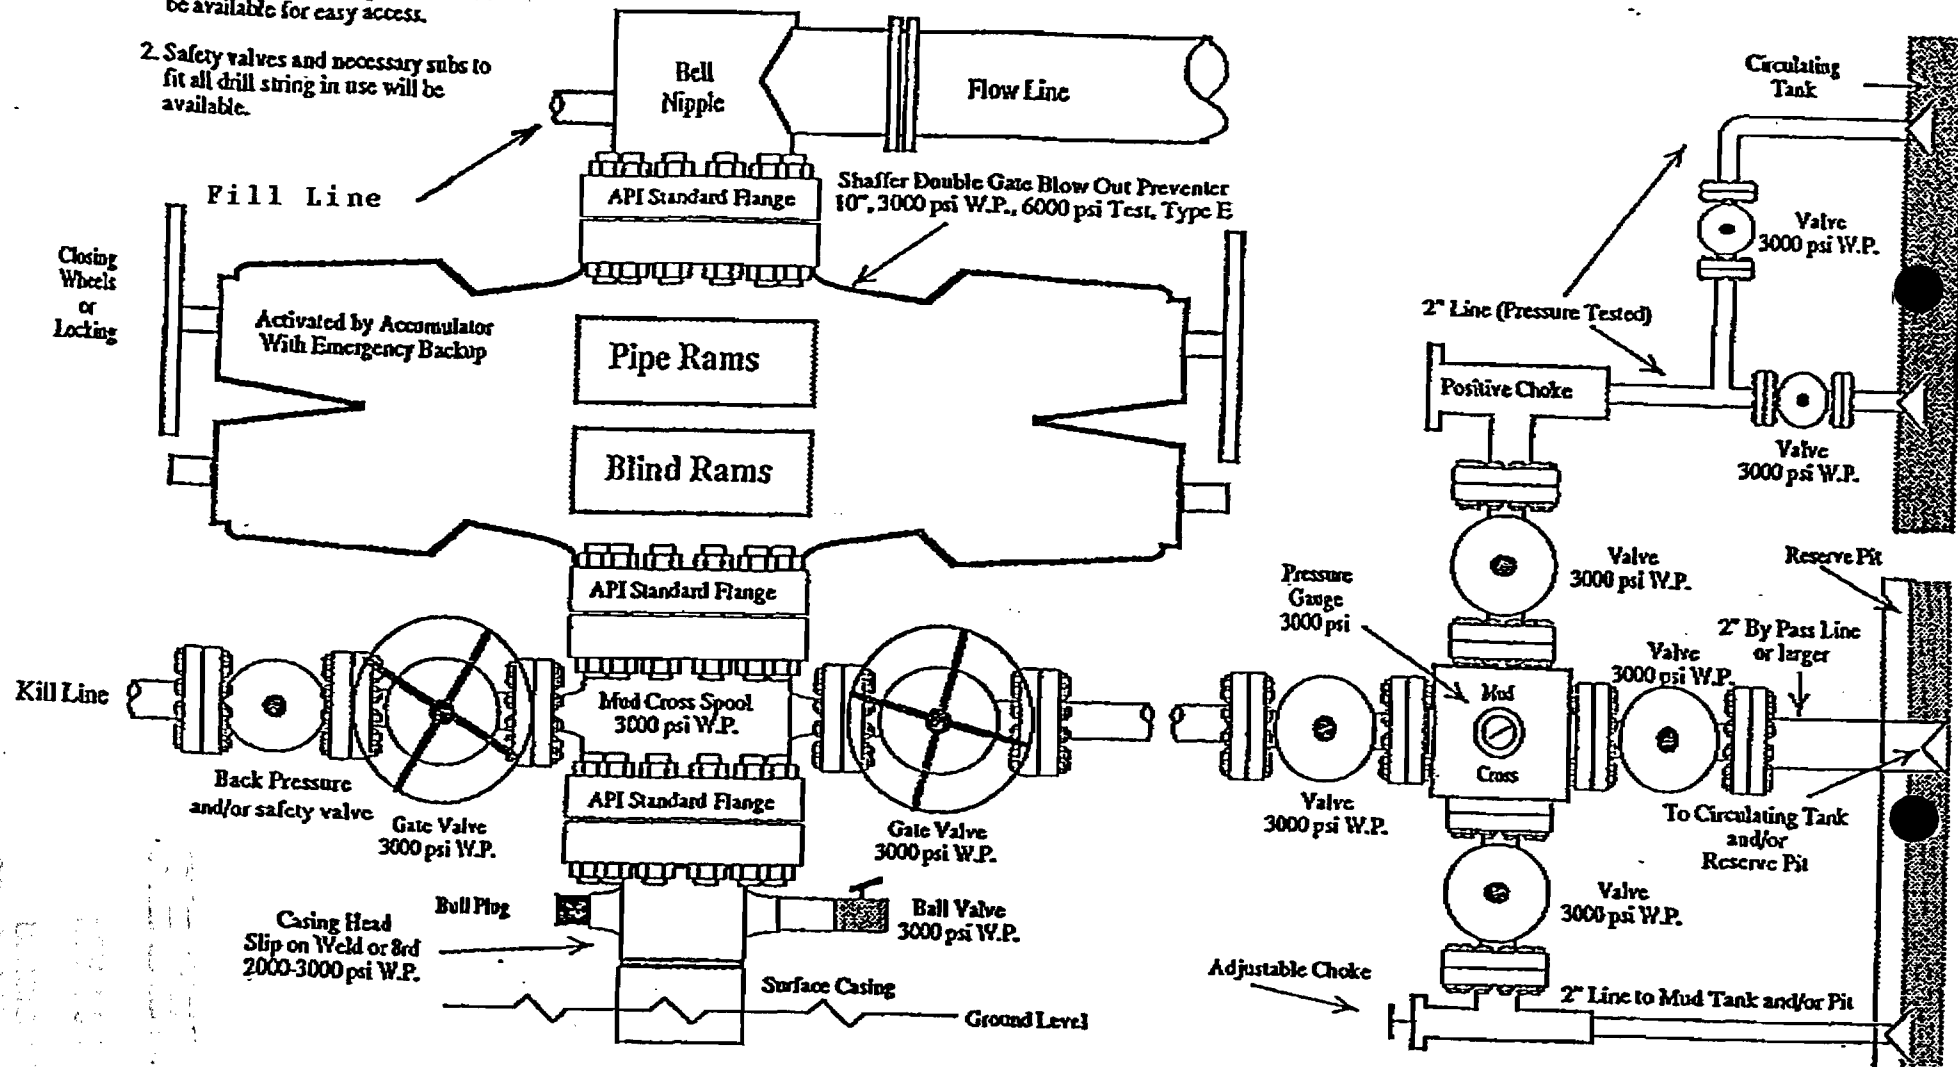 be available for easy access.
2. Safety valves and necessary subs to
fit all drill string in use will be
available.
Bell
Nipple
Flow Line
Fill Line
API Standard Flange
Shaffer Double Gate Blow Out Preventer
10", 3000 psi W.P., 6000 psi Test, Type E
Closing
Wheels
or
Locking
Activated by Accumulator
With Emergency Backup
Pipe Rams
Blind Rams
API Standard Flange
Kill Line
Mud Cross Spool
3000 psi W.P.
Back Pressure
and/or safety valve
Gate Valve
3000 psi W.P.
API Standard Flange
Gate Valve
3000 psi W.P.
Bull Plug
Ball Valve
3000 psi W.P.
Casing Head
Slip on Weld or 8rd
2000-3000 psi W.P.
Surface Casing
Ground Level
Circulating
Tank
Valve
3000 psi W.P.
2" Line (Pressure Tested)
Positive Choke
Valve
3000 psi W.P.
Valve
3000 psi W.P.
Reserve Pit
Pressure
Gauge
3000 psi
2" By Pass Line
or larger
Valve
3000 psi W.P.
Mud
Cross
Valve
3000 psi W.P.
To Circulating Tank
and/or
Reserve Pit
Valve
3000 psi W.P.
Adjustable Choke
2" Line to Mud Tank and/or Pit